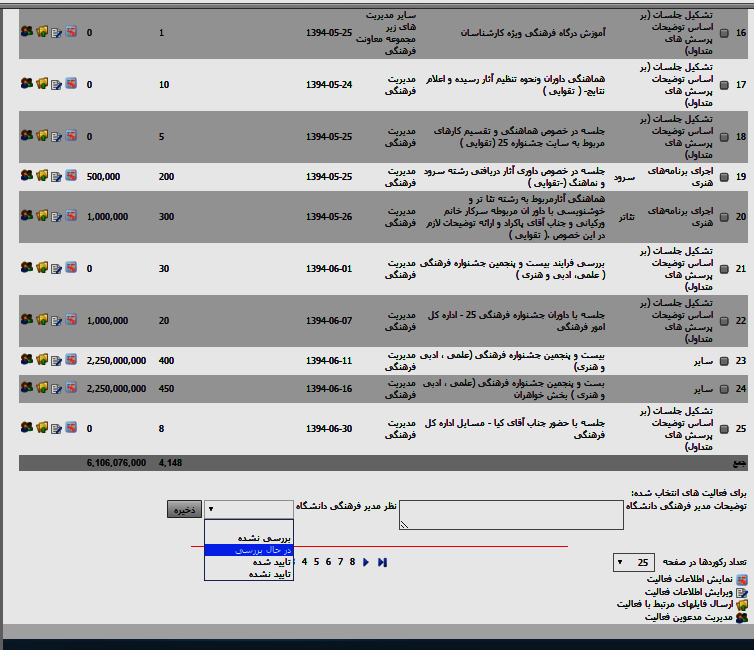 16 تشکیل جلسات (بر اساس توضیحات پرسش های متداول) آموزش درگاه فرهنگی ویژه کارشناسان سایر مدیریت های زیر مجموعه معاونت فرهنگی 1394-05-25 1 0
17 تشکیل جلسات (بر اساس توضیحات پرسش های متداول) هماهنگی داوران ونحوه تنظیم آثار رسیده و اعلام نتایج- ( تقوایی ) مدیریت فرهنگی 1394-05-24 10 0
18 تشکیل جلسات (بر اساس توضیحات پرسش های متداول) جلسه در خصوص هماهنگی و تقسیم کارهای مربوط به سایت جشنواره 25 (تقوایی ) مدیریت فرهنگی 1394-05-25 5 0
19 اجرای برنامه‌های هنری سرود جلسه در خصوص داوری آثار دریافتی رشته سرود و نماهنگ (-تقوایی ) مدیریت فرهنگی 1394-05-25 200 500,000
20 اجرای برنامه‌های هنری تئاتر هماهنگی آثارمربوط به رشته تئا تر و خوشنویسی با داور ان مربوطه سرکار خانم ورکیانی و جناب آقای پاکراد و ارائه توضیحات لازم در این خصوص .( تقوایی ) مدیریت فرهنگی 1394-05-26 300 1,000,000
21 تشکیل جلسات (بر اساس توضیحات پرسش های متداول) بررسی فرایند بیست و پنجمین جشنواره فرهنگی ( علمی، ادبی و هنری ) مدیریت فرهنگی 1394-06-01 30 0
22 تشکیل جلسات (بر اساس توضیحات پرسش های متداول) جلسه با داوران جشنواره فرهنگی 25 - اداره کل امور فرهنگی مدیریت فرهنگی 1394-06-07 20 1,000,000
23 سایر بیست و پنجمین جشنواره فرهنگی (علمی ، ادبی و هنری) مدیریت فرهنگی 1394-06-11 400 2,250,000,000
24 سایر بست و پنجمین جشنواره فرهنگی (علمی ، ادبی و هنری ) بخش خواهران مدیریت فرهنگی 1394-06-16 450 2,250,000,000
25 تشکیل جلسات (بر اساس توضیحات پرسش های متداول) جلسه با حضور جناب آقای کیا - مسایل اداره کل فرهنگی مدیریت فرهنگی 1394-06-30 8 0
جمع 4,148 6,106,076,000
برای فعالیت های انتخاب شده:
توضیحات مدیر فرهنگی دانشگاه نظر مدیر فرهنگی دانشگاه ذخیره
بررسی نشده
در حال بررسی
تایید شده
تایید نشده
تعداد رکوردها در صفحه 25 4 5 6 7 8
نمایش اطلاعات فعالیت
ویرایش اطلاعات فعالیت
ارسال فایلهای مرتبط با فعالیت
مدیریت مدعوین فعالیت